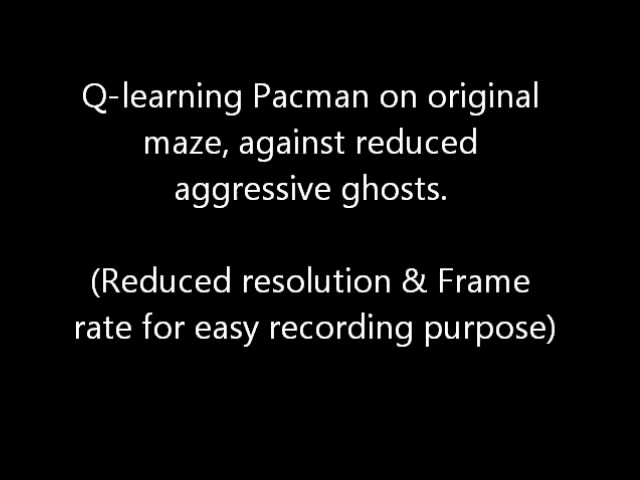 Q-learning Pacman on original
maze, against reduced
aggressive ghosts.
(Reduced resolution & Frame
rate for easy recording purpose)